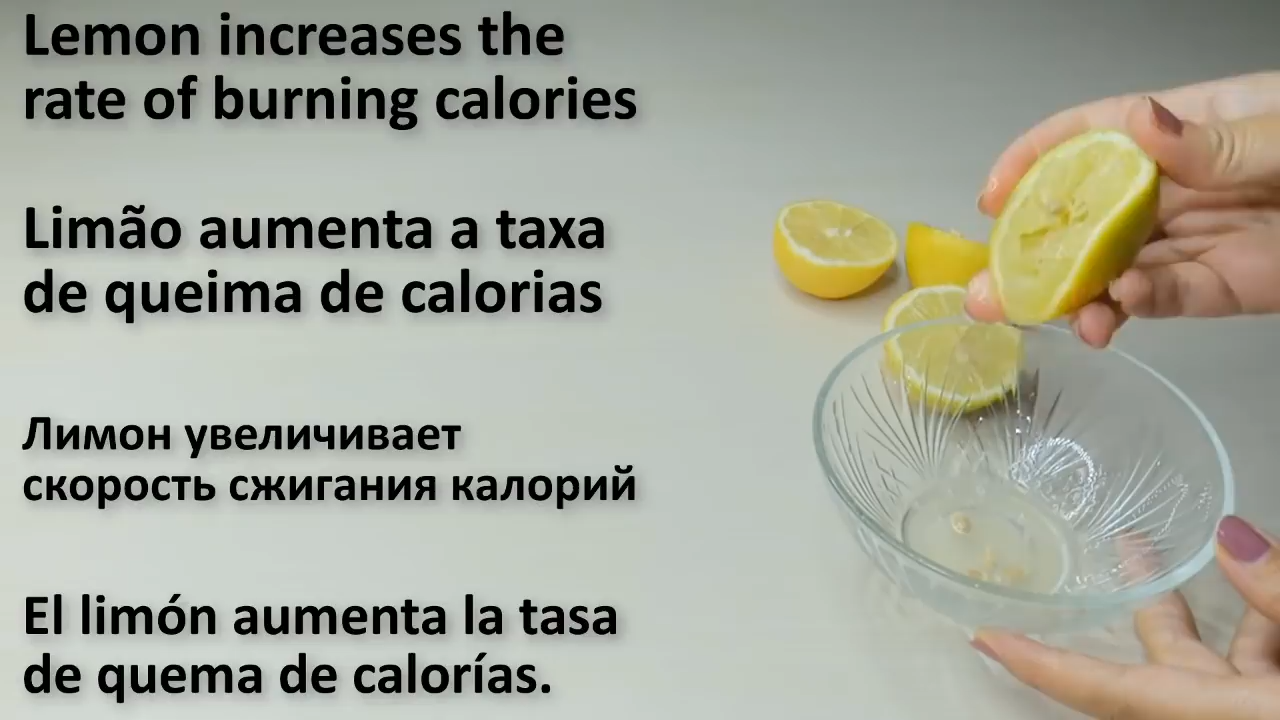 Lemon increases the
rate of burning calories
Limão aumenta a taxa
de queima de calorias
Лимон увеличивает
скорость сжигания калорий
El limón aumenta la tasa
de quema de calorías.